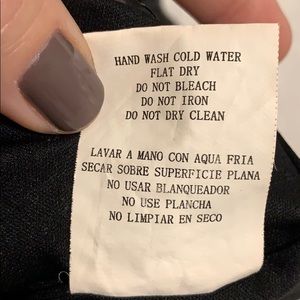 HAND WASH COLD WATER
FLAT DRY
DO NOT BLEACH
DO NOT IRON
DO NOT DRY CLEAN
LAVAR A MANO CON AQUA FRIA
SECAR SOBRE SUPERFICIE PLANA
NO USAR BLANQUEADOR
NO USE PLANCHA
NO LIMPIAR EN SECO